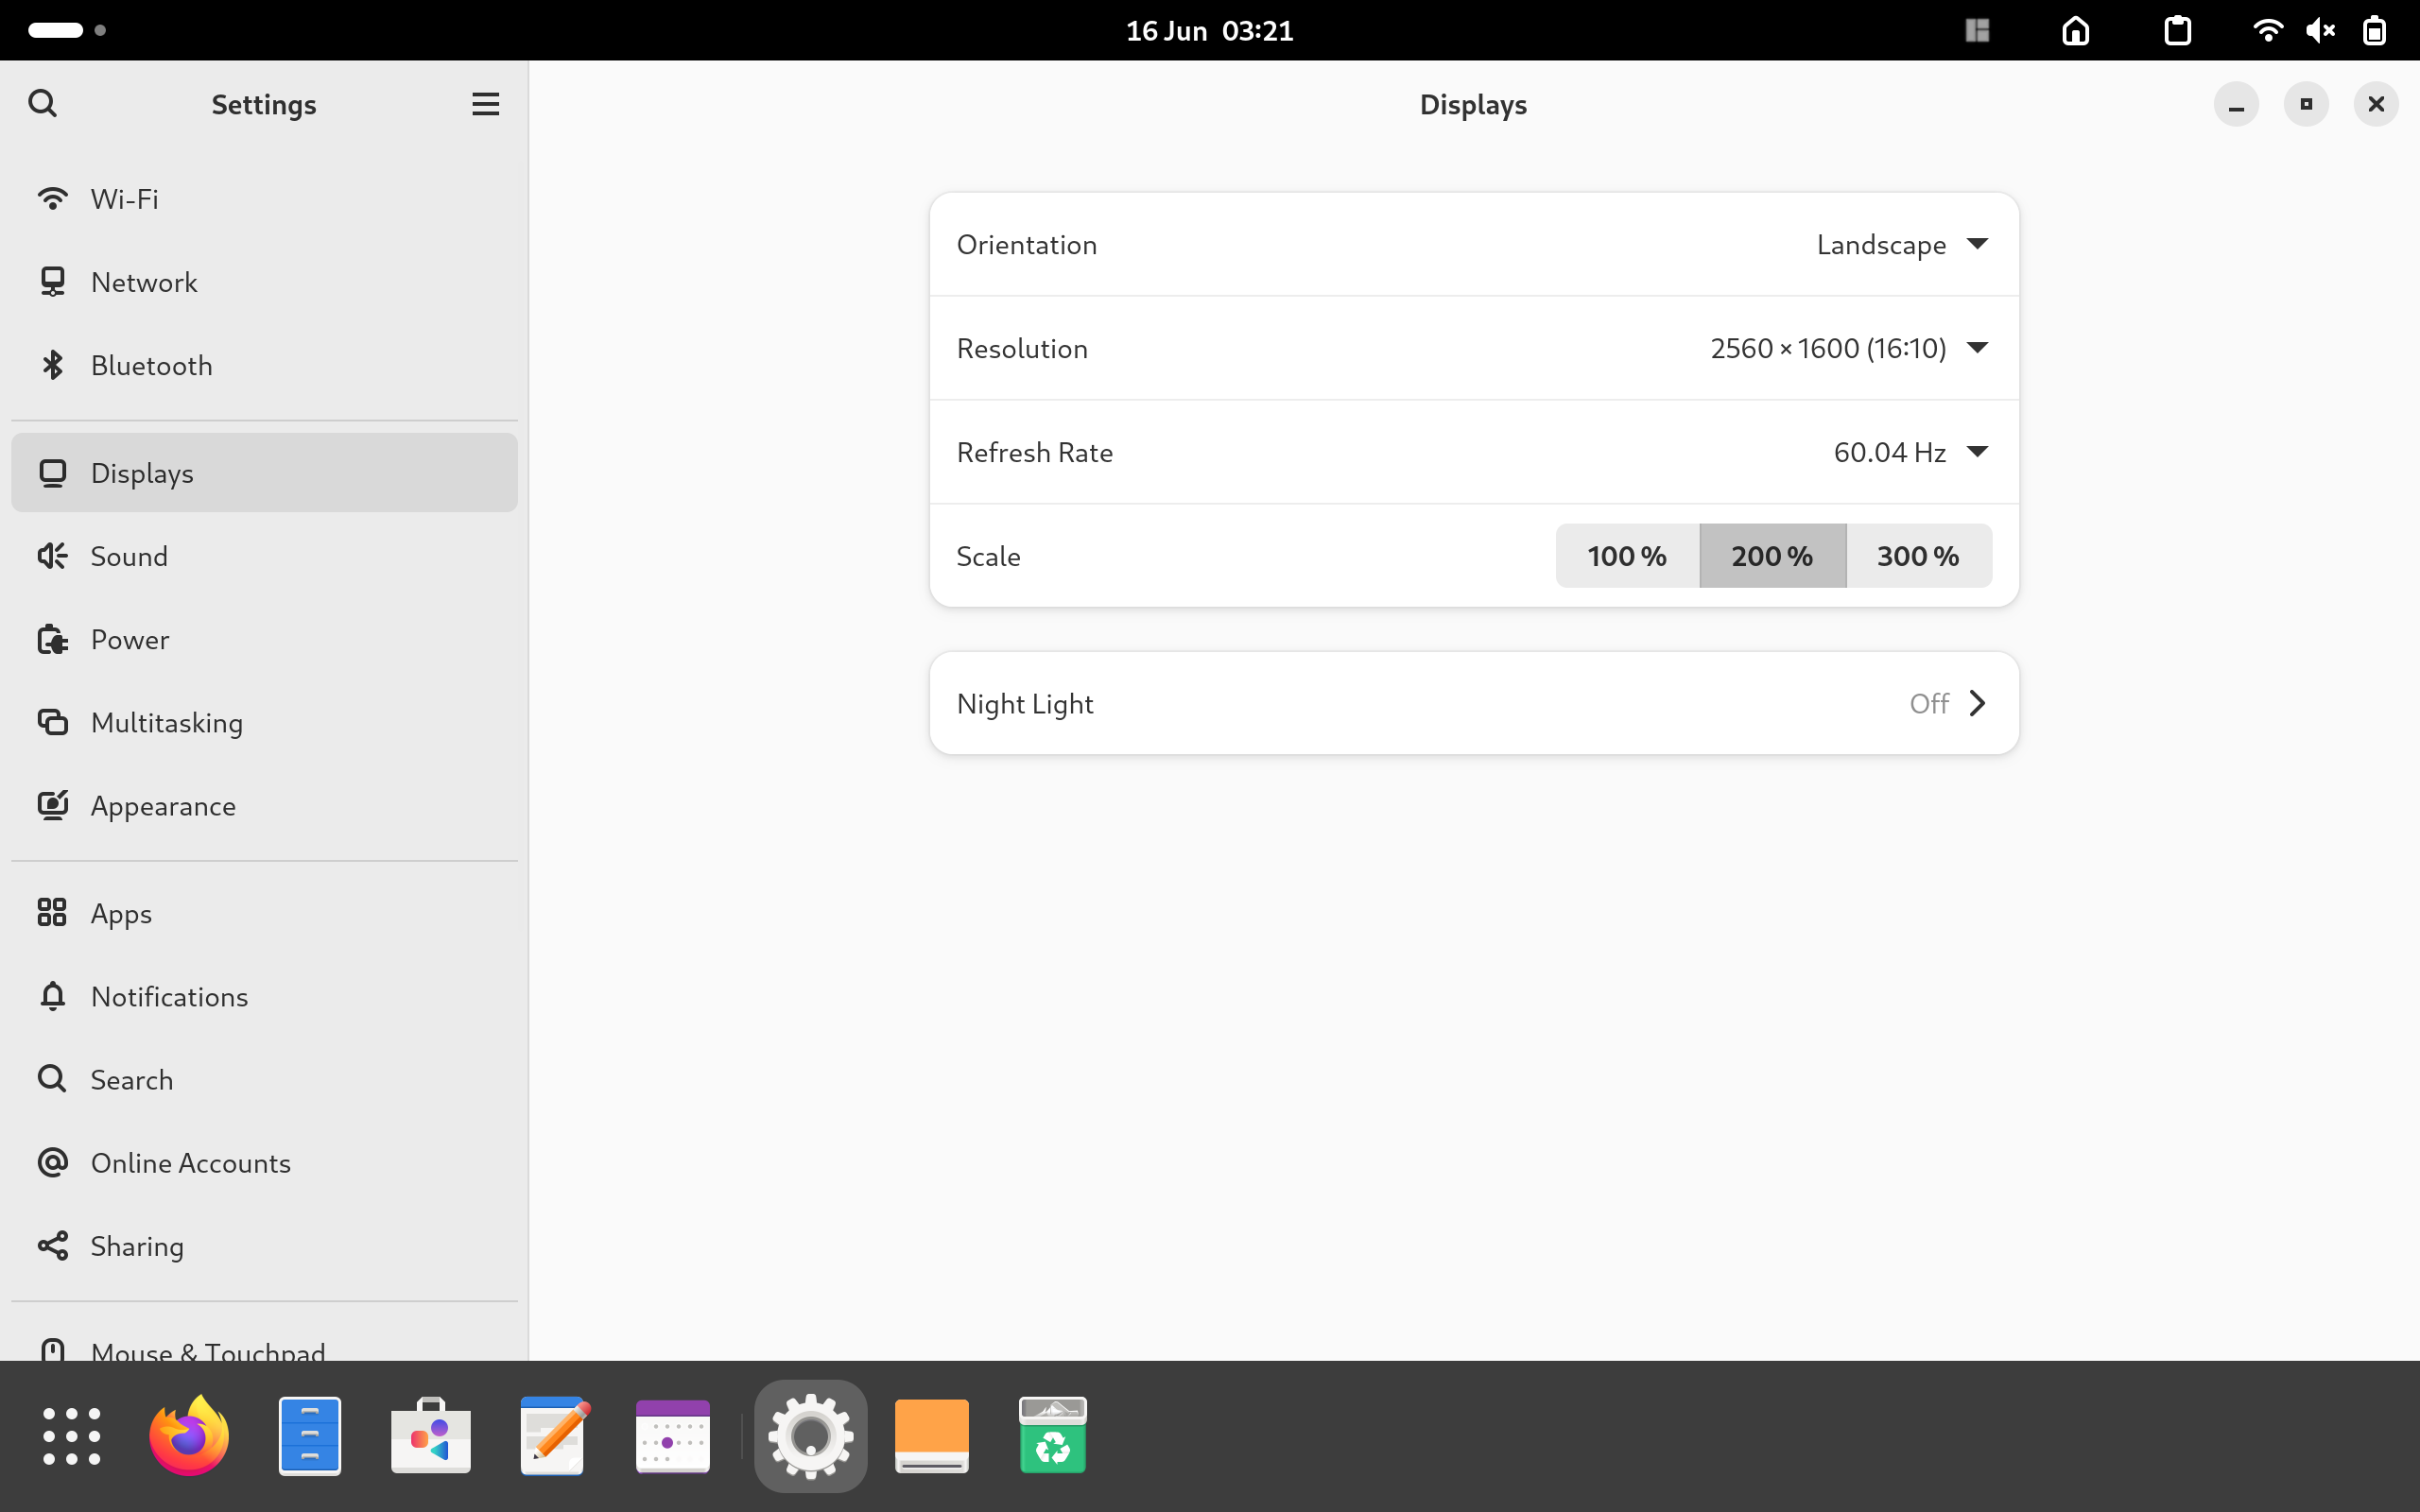 16 Jun 03:21
Settings
Displays
Wi-Fi
Network
Bluetooth
Displays
Sound
Power
Multitasking
Appearance
Apps
Notifications
Search
Online Accounts
Sharing
Mouse & Touchpad
Orientation Landscape
Resolution 2560 × 1600 (16:10)
Refresh Rate 60.04 Hz
Scale 100 % 200 % 300 %
Night Light Off